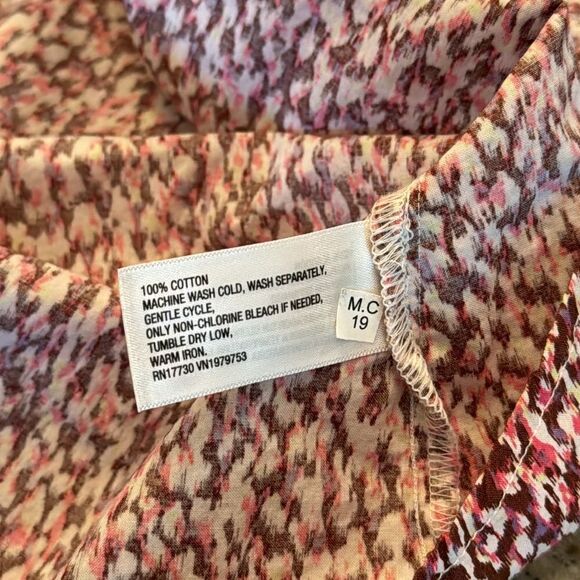 100% COTTON
MACHINE WASH COLD, WASH SEPARATELY,
GENTLE CYCLE,
ONLY NON-CHLORINE BLEACH IF NEEDED,
TUMBLE DRY LOW,
WARM IRON.
RN17730 VN1979753
M.C
19